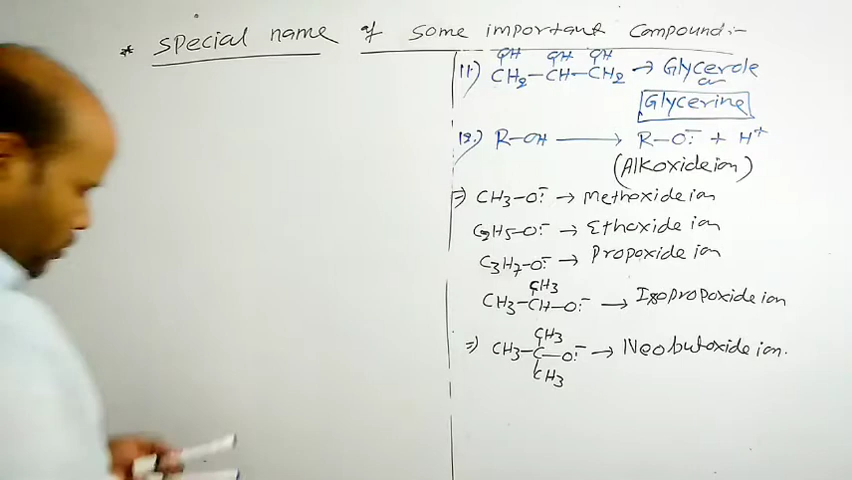 * Special name of some important compound:-
11.) CH2-CH-CH2 → Glycerole
OH OH OH
or
Glycerine
12.) R-OH → R-O:⁻ + H⁺
(Alkoxide ion)
⇒ CH3-O:⁻ → Methoxide ion
C2H5-O:⁻ → Ethoxide ion
C3H7-O:⁻ → Propoxide ion
CH3
CH3-CH-O:⁻ → Isopropoxide ion
CH3
⇒ CH3-C-O:⁻ → Neobutoxide ion.
CH3